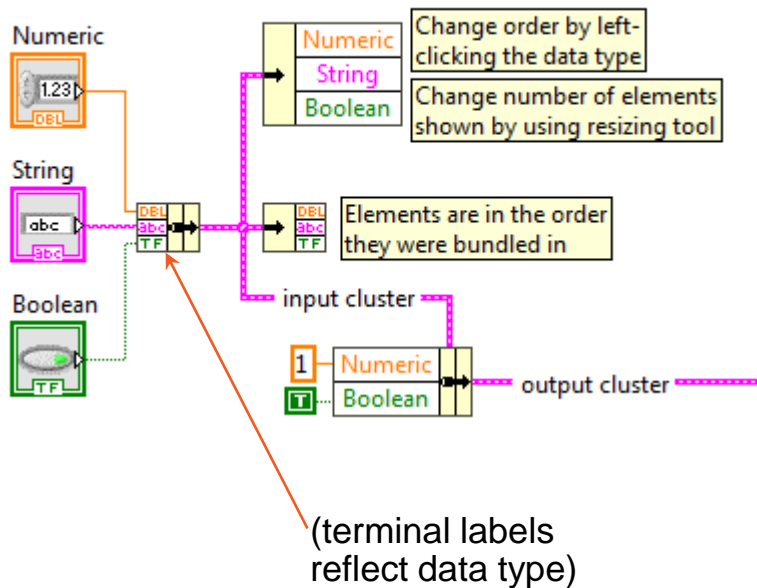 Numeric
1.23
DBL
String
abc
abc
Boolean
TF
DBL
abc
TF
Numeric
String
Boolean
Change order by left-
clicking the data type
Change number of elements
shown by using resizing tool
DBL
abc
TF
Elements are in the order
they were bundled in
input cluster
1
T
Numeric
Boolean
output cluster
(terminal labels
reflect data type)